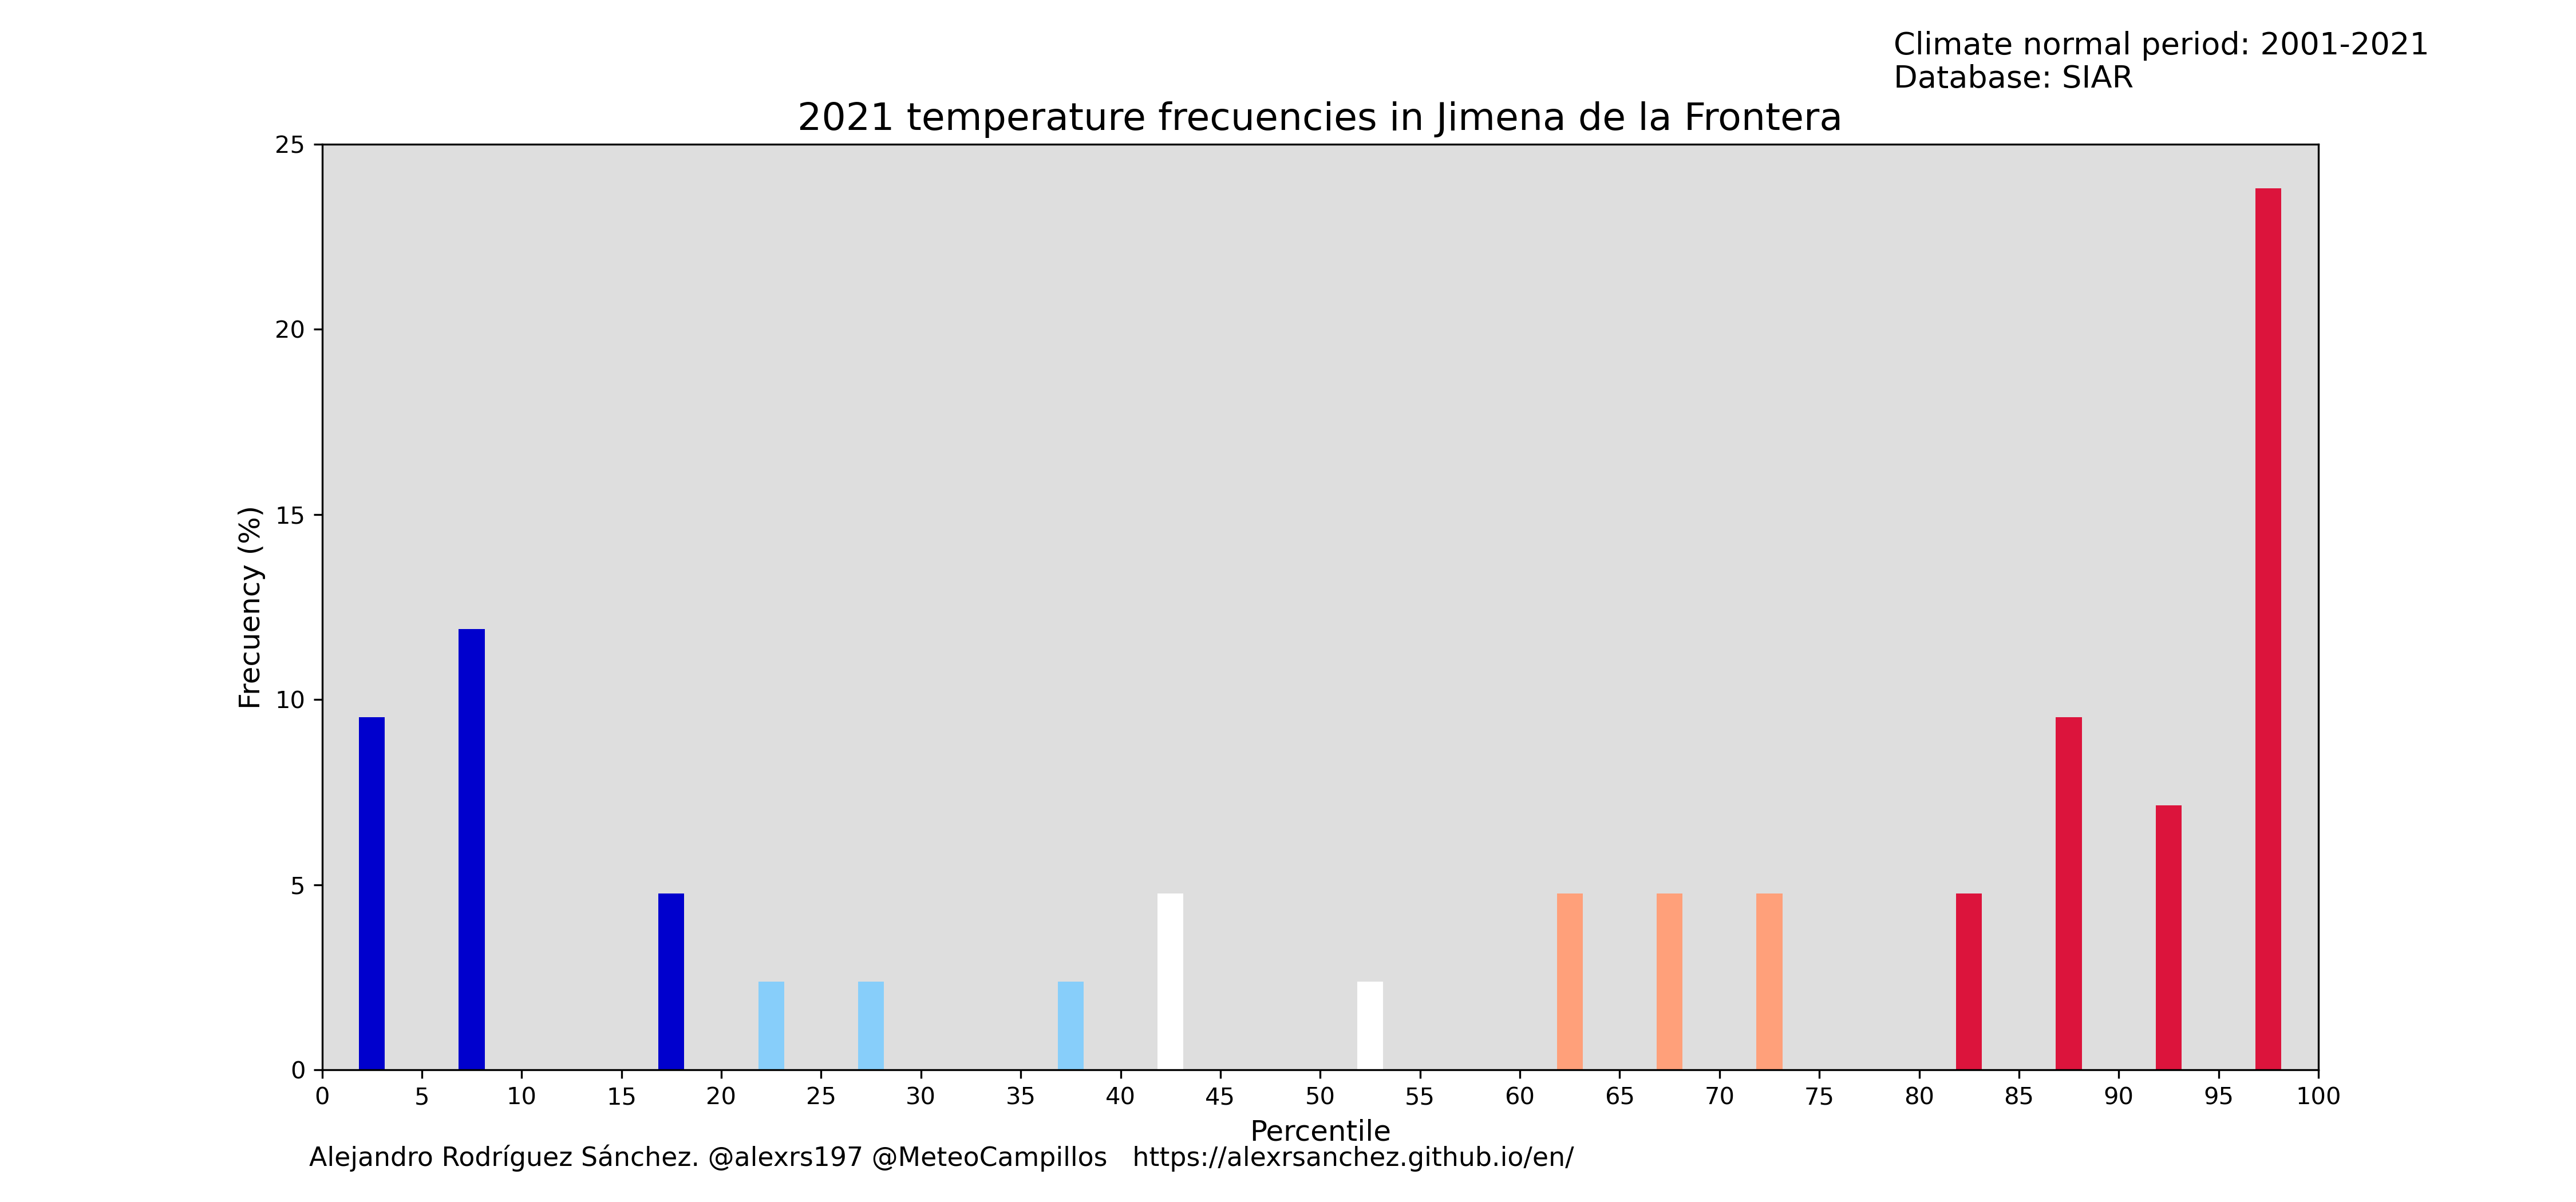 Climate normal period: 2001-2021
Database: SIAR
2021 temperature frecuencies in Jimena de la Frontera
25
20
15
10
5
0
Frecuency (%)
0 5 10 15 20 25 30 35 40 45 50 55 60 65 70 75 80 85 90 95 100
Percentile
Alejandro Rodríguez Sánchez. @alexrs197 @MeteoCampillos https://alexrsanchez.github.io/en/